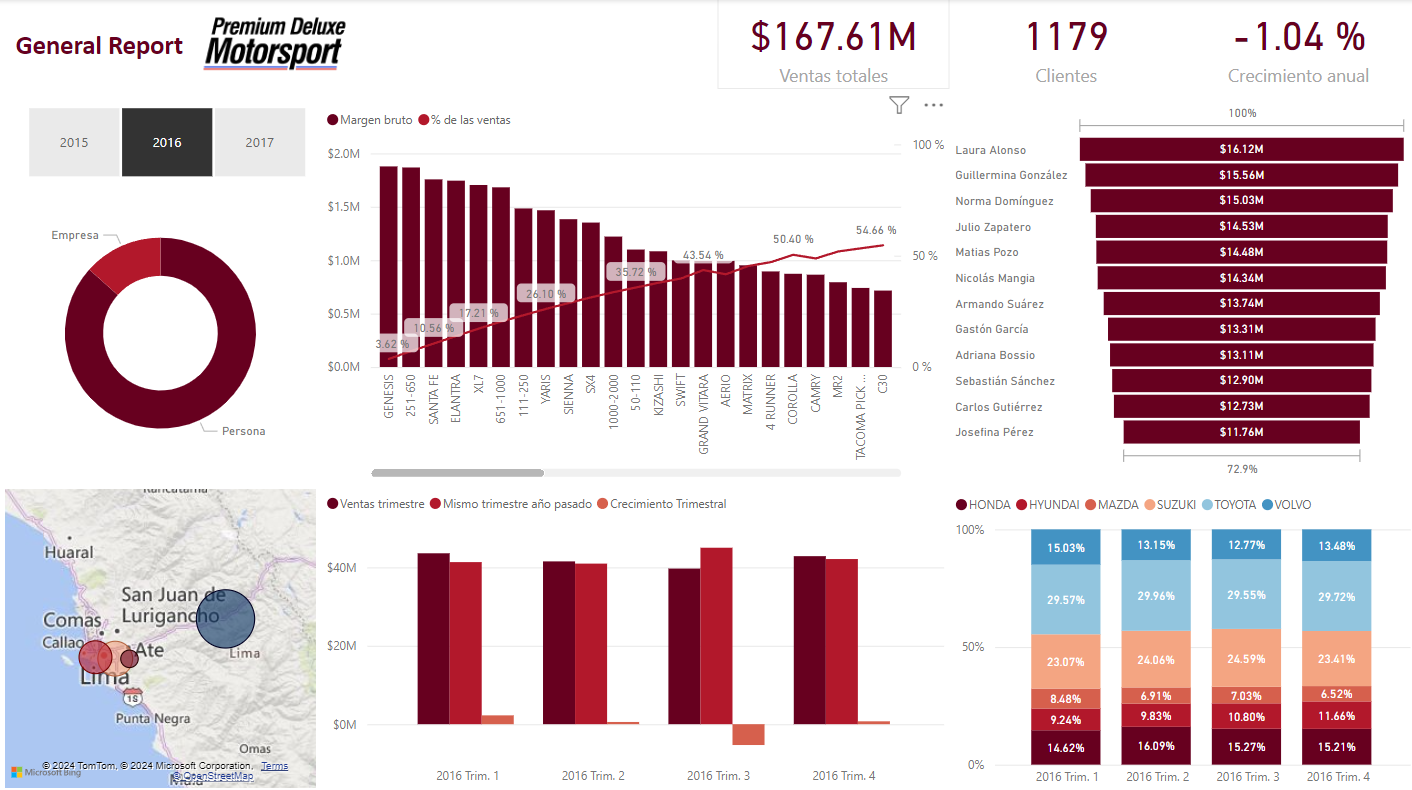 General Report
Premium Deluxe
Motorsport
$167.61M
Ventas totales
1179
Clientes
-1.04 %
Crecimiento anual
2015
2016
2017
Empresa
Persona
Margen bruto
% de las ventas
$2.0M
$1.5M
$1.0M
$0.5M
$0.0M
100 %
50 %
0 %
3.62 %
10.56 %
17.21 %
26.10 %
35.72 %
43.54 %
50.40 %
54.66 %
GENESIS
251-650
SANTA FE
ELANTRA
XL7
651-1000
111-250
YARIS
SIENNA
SX4
1000-2000
50-110
KIZASHI
SWIFT
GRAND VITARA
AERIO
MATRIX
4 RUNNER
COROLLA
CAMRY
MR2
TACOMA PICK ...
C30
100%
Laura Alonso $16.12M
Guillermina González $15.56M
Norma Domínguez $15.03M
Julio Zapatero $14.53M
Matias Pozo $14.48M
Nicolás Mangia $14.34M
Armando Suárez $13.74M
Gastón García $13.31M
Adriana Bossio $13.11M
Sebastián Sánchez $12.90M
Carlos Gutiérrez $12.73M
Josefina Pérez $11.76M
72.9%
Huaral
San Juan de
Lurigancho
Comas
Callao
Ate
Lima
Lima
1S
Punta Negra
Omas
© 2024 TomTom, © 2024 Microsoft Corporation, Terms
Microsoft Bing
© OpenStreetMap
Ventas trimestre
Mismo trimestre año pasado
Crecimiento Trimestral
$40M
$20M
$0M
2016 Trim. 1
2016 Trim. 2
2016 Trim. 3
2016 Trim. 4
HONDA
HYUNDAI
MAZDA
SUZUKI
TOYOTA
VOLVO
100%
50%
0%
15.03% 13.15% 12.77% 13.48%
29.57% 29.96% 29.55% 29.72%
23.07% 24.06% 24.59% 23.41%
8.48% 6.91% 7.03% 6.52%
9.24% 9.83% 10.80% 11.66%
14.62% 16.09% 15.27% 15.21%
2016 Trim. 1
2016 Trim. 2
2016 Trim. 3
2016 Trim. 4